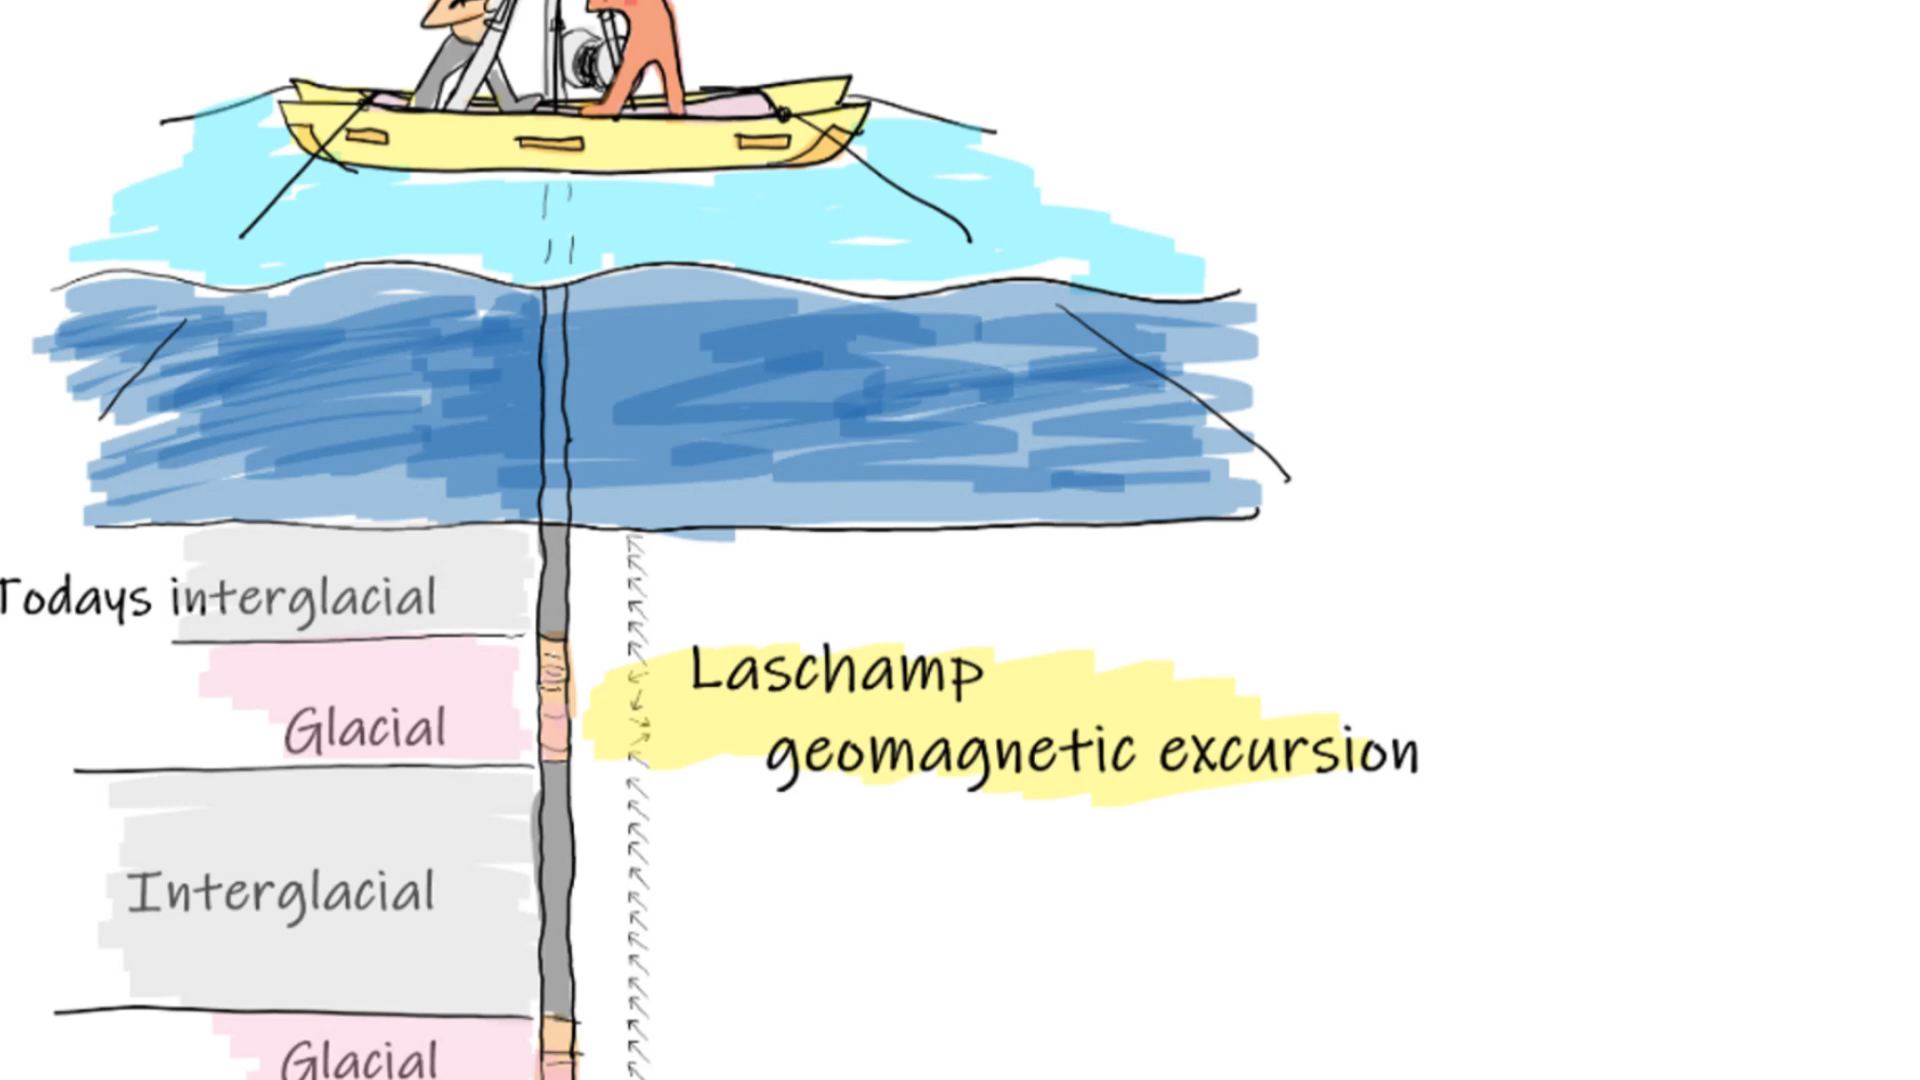 Todays interglacial
Laschamp
geomagnetic excursion
Glacial
Interglacial
Glacial